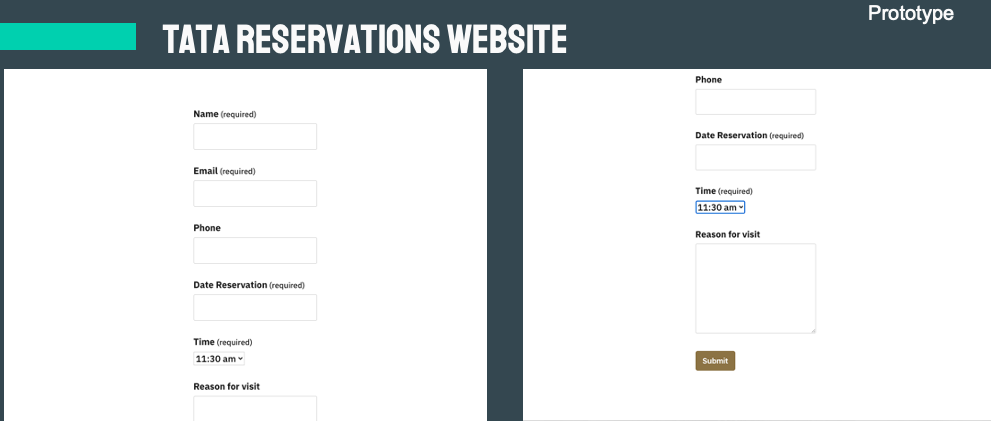 Prototype
TATA RESERVATIONS WEBSITE
Name (required)
Email (required)
Phone
Date Reservation (required)
Time (required)
11:30 am
Reason for visit
Phone
Date Reservation (required)
Time (required)
11:30 am
Reason for visit
Submit